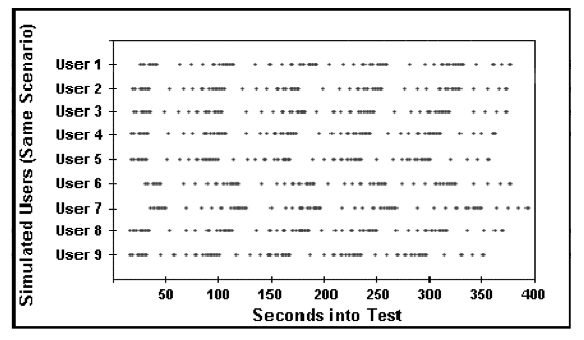 Simulated Users (Same Scenario)
User 1
User 2
User 3
User 4
User 5
User 6
User 7
User 8
User 9
50 100 150 200 250 300 350 400
Seconds into Test